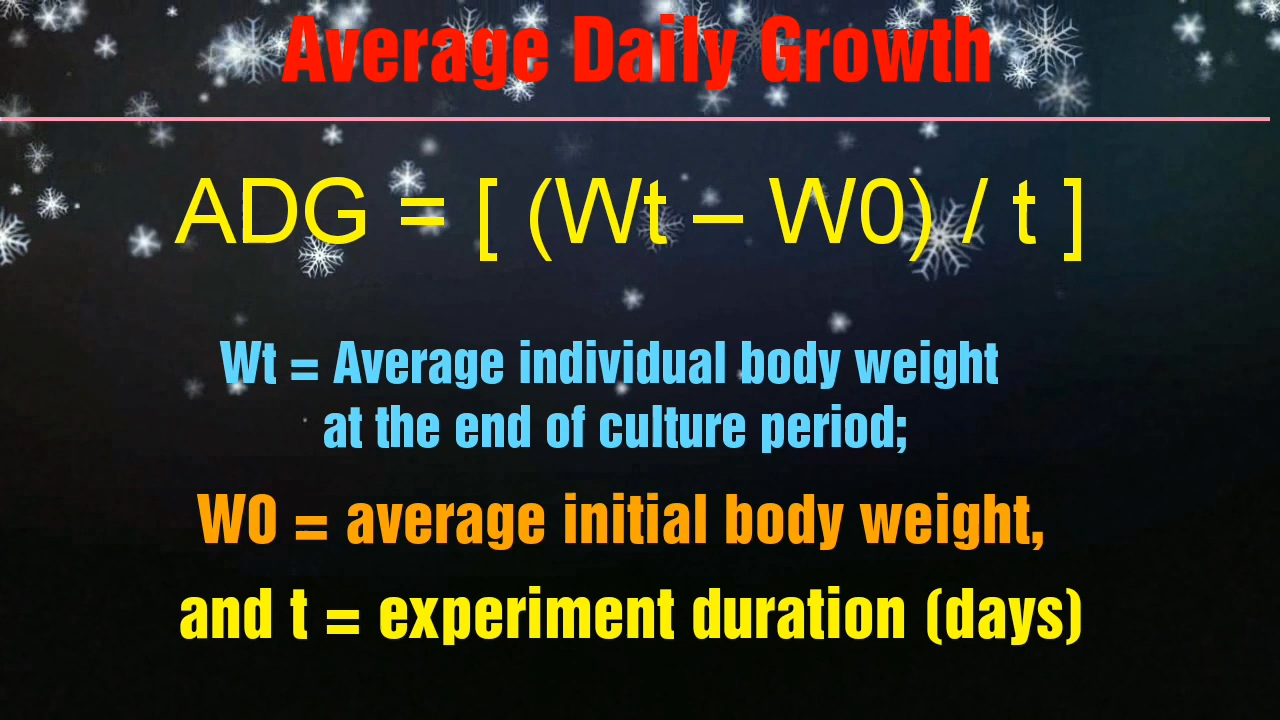 Average Daily Growth
ADG = [ (Wt – W0) / t ]
Wt = Average individual body weight
at the end of culture period;
W0 = average initial body weight,
and t = experiment duration (days)